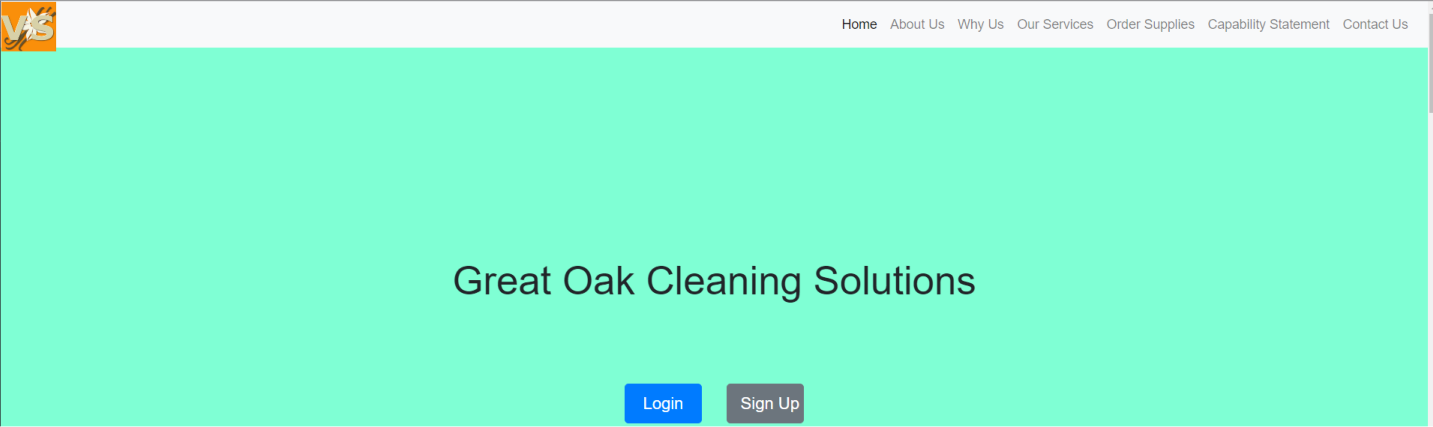 VS
Home About Us Why Us Our Services Order Supplies Capability Statement Contact Us
Great Oak Cleaning Solutions
Login Sign Up